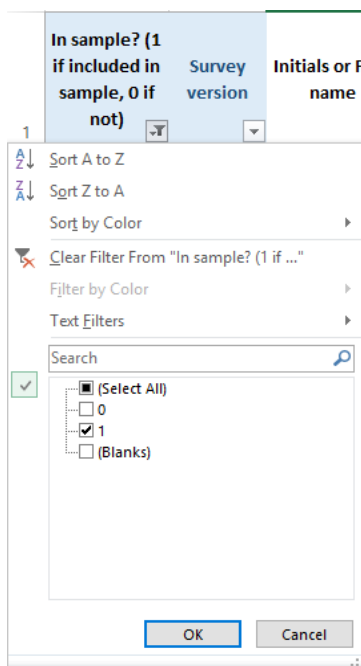 In sample? (1
if included in
sample, 0 if
not)
Survey
version
Initials or F
name
1
Sort A to Z
Sort Z to A
Sort by Color
Clear Filter From "In sample? (1 if ..."
Filter by Color
Text Filters
Search
(Select All)
0
1
(Blanks)
OK
Cancel